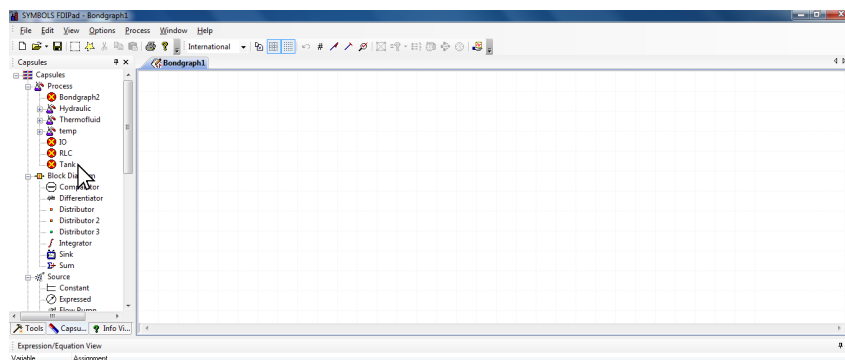 SYMBOLS FDIPad - Bondgraph1
File Edit View Options Process Window Help
International
Capsules
Bondgraph1
Capsules
Process
Bondgraph2
Hydraulic
Thermofluid
temp
IO
RLC
Tank
Block
Differentiator
Distributor
Distributor 2
Distributor 3
Integrator
Sink
Sum
Source
Constant
Expressed
Flow Pump
Tools Capsu... Info Vi...
Expression/Equation View
Variable Assignment